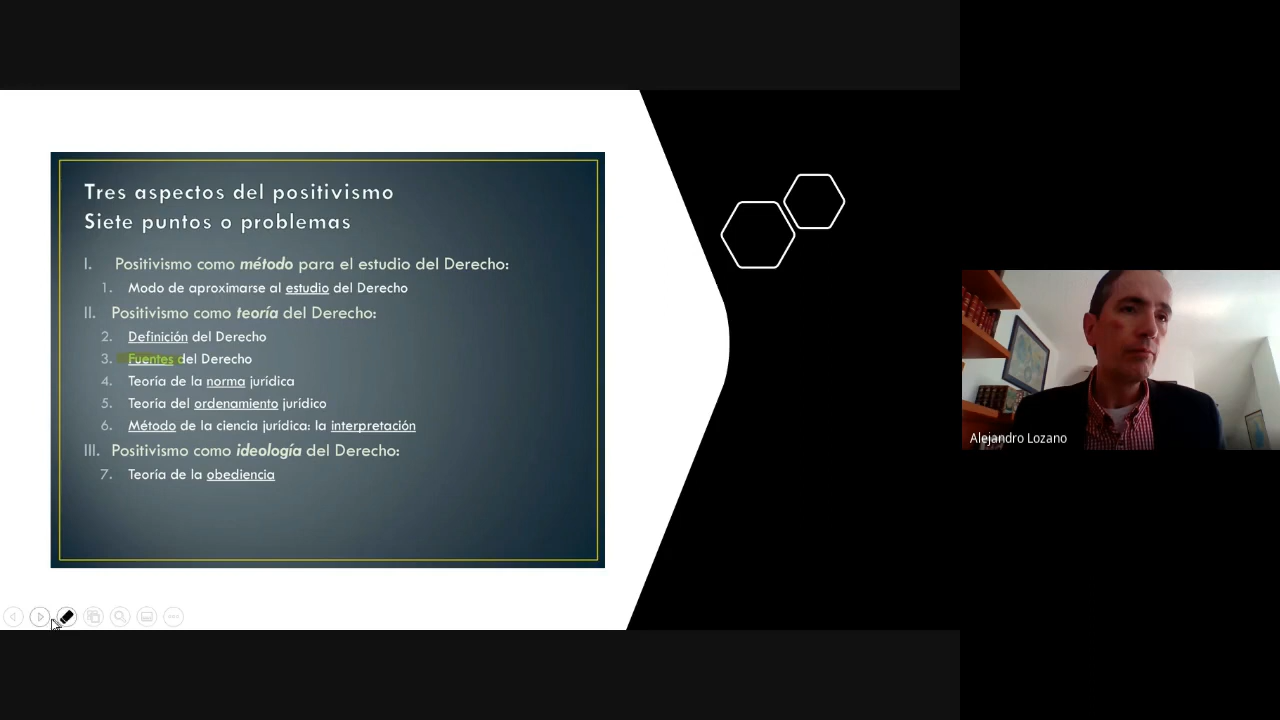 Tres aspectos del positivismo
Siete puntos o problemas
I. Positivismo como método para el estudio del Derecho:
1. Modo de aproximarse al estudio del Derecho
II. Positivismo como teoría del Derecho:
2. Definición del Derecho
3. Fuentes del Derecho
4. Teoría de la norma jurídica
5. Teoría del ordenamiento jurídico
6. Método de la ciencia jurídica: la interpretación
III. Positivismo como ideología del Derecho:
7. Teoría de la obediencia
Alejandro Lozano